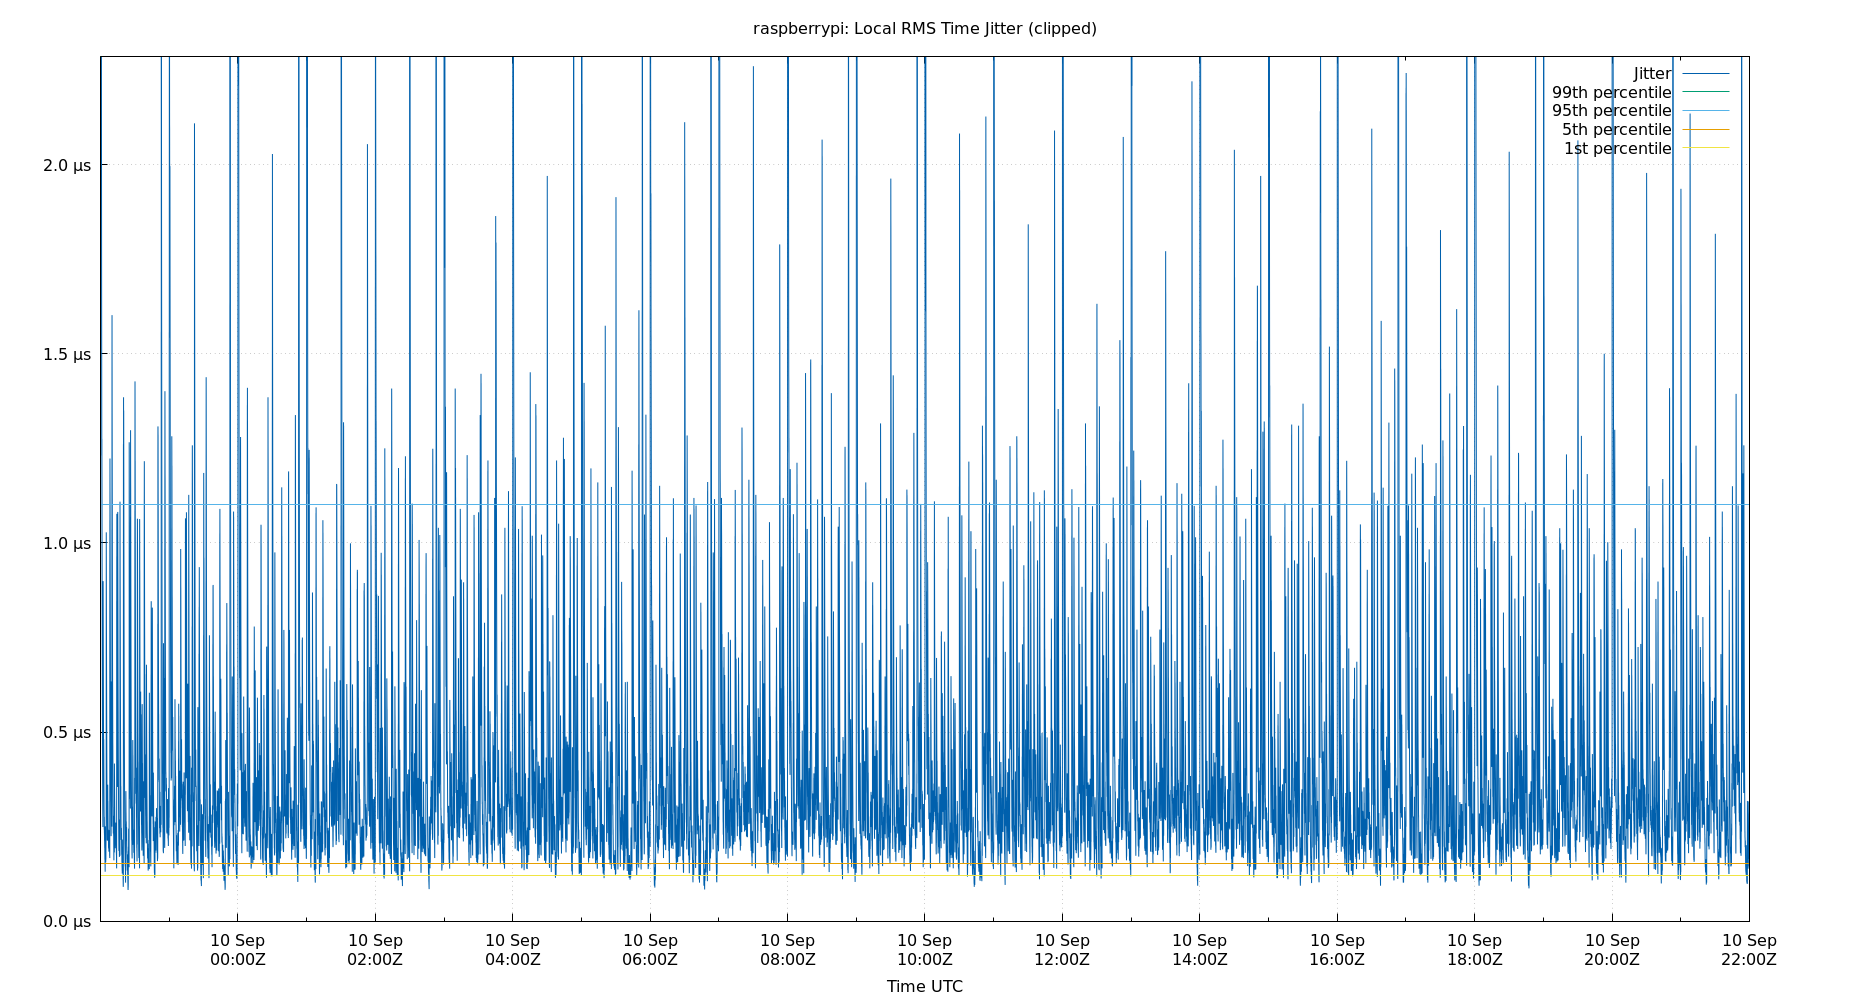 raspberrypi: Local RMS Time Jitter (clipped)
Jitter
99th percentile
95th percentile
5th percentile
1st percentile
2.0 µs
1.5 µs
1.0 µs
0.5 µs
0.0 µs
10 Sep 10 Sep 10 Sep 10 Sep 10 Sep 10 Sep 10 Sep 10 Sep 10 Sep 10 Sep 10 Sep 10 Sep
00:00Z 02:00Z 04:00Z 06:00Z 08:00Z 10:00Z 12:00Z 14:00Z 16:00Z 18:00Z 20:00Z 22:00Z
Time UTC